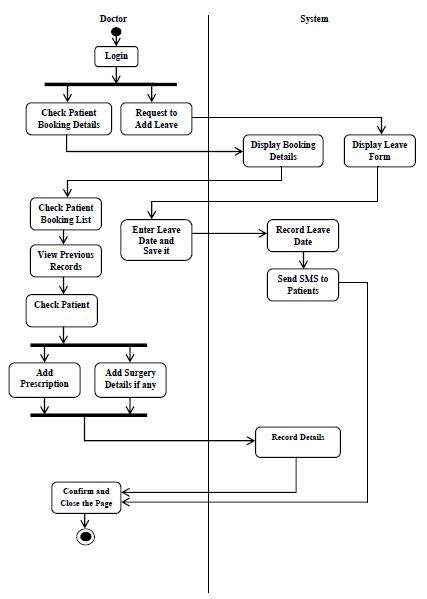 Doctor
System
Login
Check Patient
Booking Details
Request to
Add Leave
Display Booking
Details
Display Leave
Form
Check Patient
Booking List
Enter Leave
Date and
Save it
Record Leave
Date
View Previous
Records
Send SMS to
Patients
Check Patient
Add
Prescription
Add Surgery
Details if any
Record Details
Confirm and
Close the Page